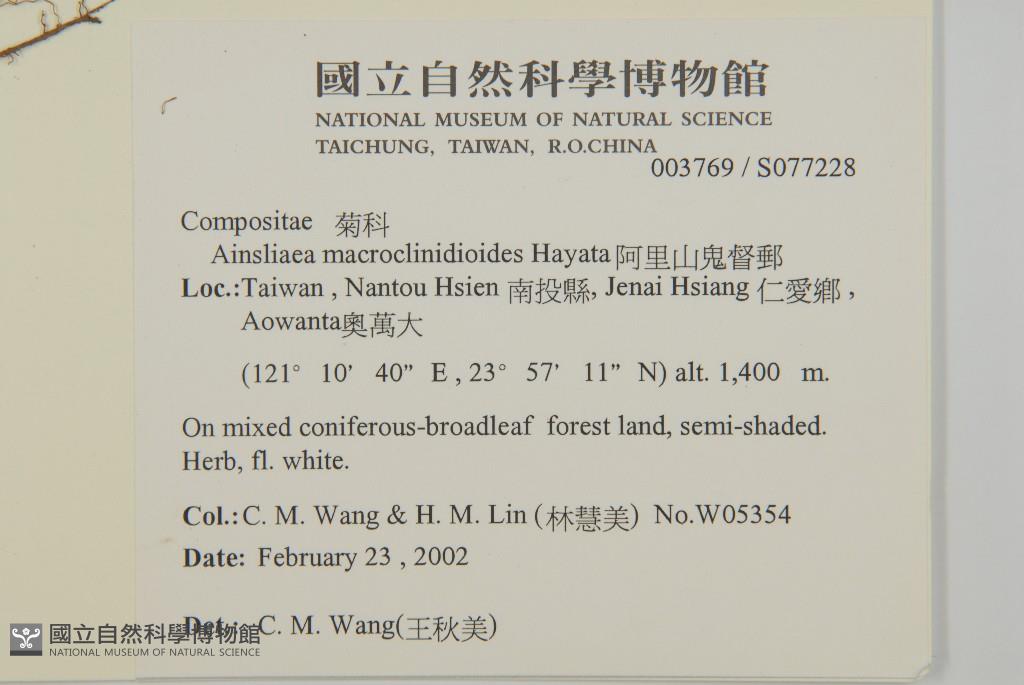 國立自然科學博物館
NATIONAL MUSEUM OF NATURAL SCIENCE
TAICHUNG, TAIWAN, R.O.CHINA
003769 / S077228
Compositae 菊科
Ainsliaea macroclinidioides Hayata 阿里山鬼督郵
Loc.:Taiwan , Nantou Hsien 南投縣, Jenai Hsiang 仁愛鄉 ,
Aowanta奧萬大
(121° 10’ 40” E , 23° 57’ 11” N) alt. 1,400 m.
On mixed coniferous-broadleaf forest land, semi-shaded.
Herb, fl. white.
Col.: C. M. Wang & H. M. Lin (林慧美) No.W05354
Date: February 23 , 2002
Det.: C. M. Wang(王秋美)
國立自然科學博物館
NATIONAL MUSEUM OF NATURAL SCIENCE